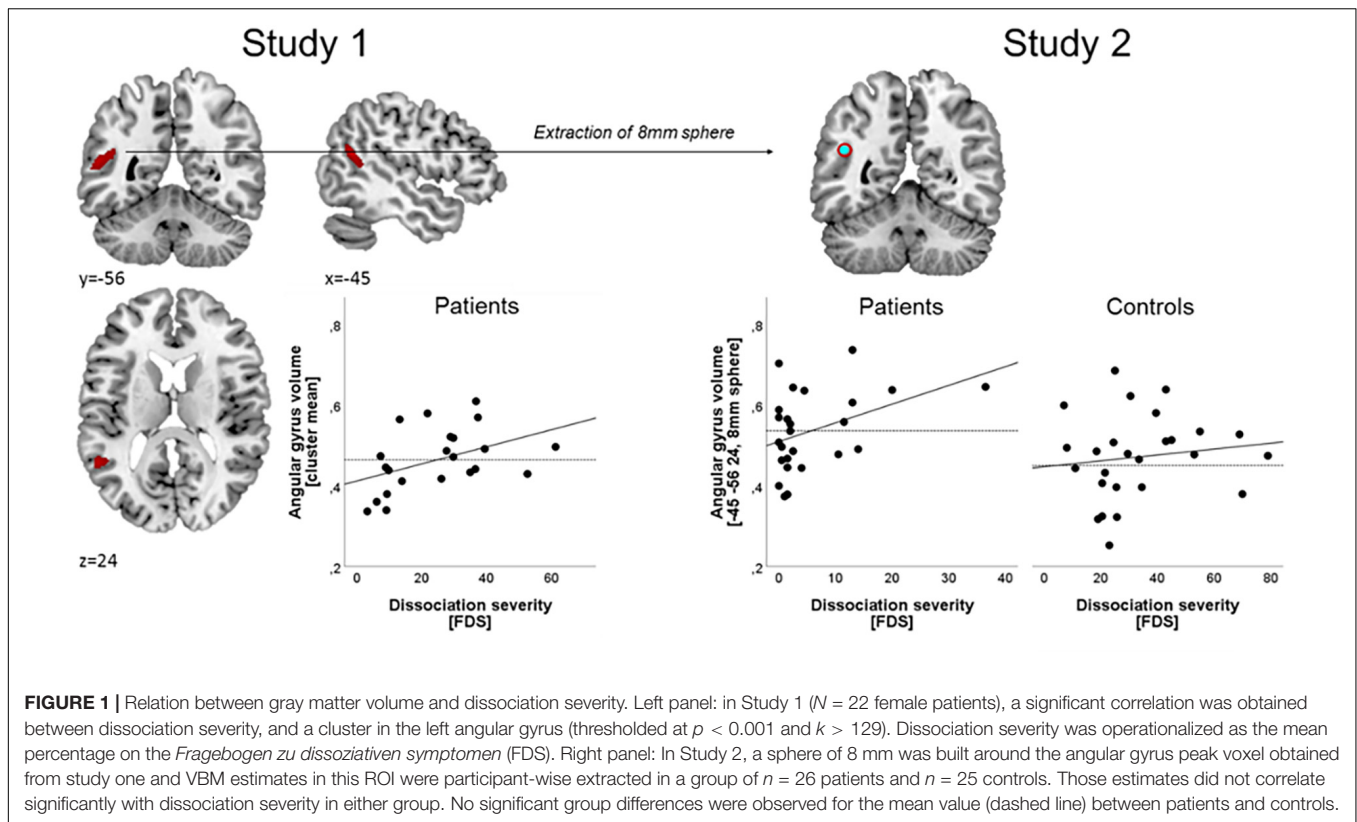 Study 1
Study 2
Extraction of 8mm sphere
y=-56
x=-45
z=24
Patients
Angular gyrus volume
[cluster mean]
,8
,6
,4
,2
0 20 40 60
Dissociation severity
[FDS]
Patients
Angular gyrus volume
[-45 -56 24, 8mm sphere]
,8
,6
,4
,2
0 10 20 30 40
Dissociation severity
[FDS]
Controls
0 20 40 60 80
Dissociation severity
[FDS]
FIGURE 1 | Relation between gray matter volume and dissociation severity. Left panel: in Study 1 (N = 22 female patients), a significant correlation was obtained
between dissociation severity, and a cluster in the left angular gyrus (thresholded at p < 0.001 and k > 129). Dissociation severity was operationalized as the mean
percentage on the Fragebogen zu dissoziativen symptomen (FDS). Right panel: In Study 2, a sphere of 8 mm was built around the angular gyrus peak voxel obtained
from study one and VBM estimates in this ROI were participant-wise extracted in a group of n = 26 patients and n = 25 controls. Those estimates did not correlate
significantly with dissociation severity in either group. No significant group differences were observed for the mean value (dashed line) between patients and controls.